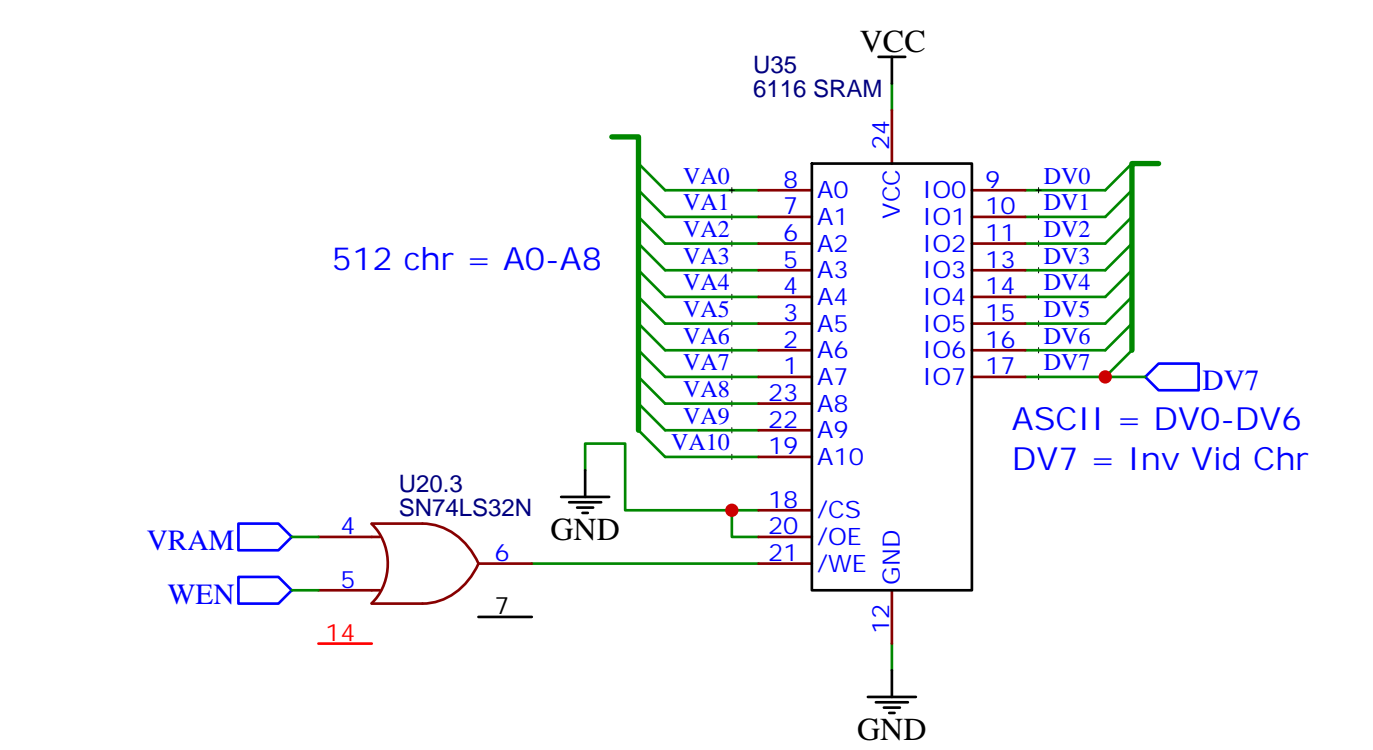 VCC
U35
6116 SRAM
24
VCC
VA0 8 A0 IO0 9 DV0
VA1 7 A1 IO1 10 DV1
VA2 6 A2 IO2 11 DV2
512 chr = A0-A8
VA3 5 A3 IO3 13 DV3
VA4 4 A4 IO4 14 DV4
VA5 3 A5 IO5 15 DV5
VA6 2 A6 IO6 16 DV6
VA7 1 A7 IO7 17 DV7
DV7
VA8 23 A8
VA9 22 A9
VA10 19 A10
ASCII = DV0-DV6
DV7 = Inv Vid Chr
U20.3
SN74LS32N
GND
18 /CS
20 /OE
21 /WE
GND
VRAM 4
6
WEN 5
7
14
12
GND